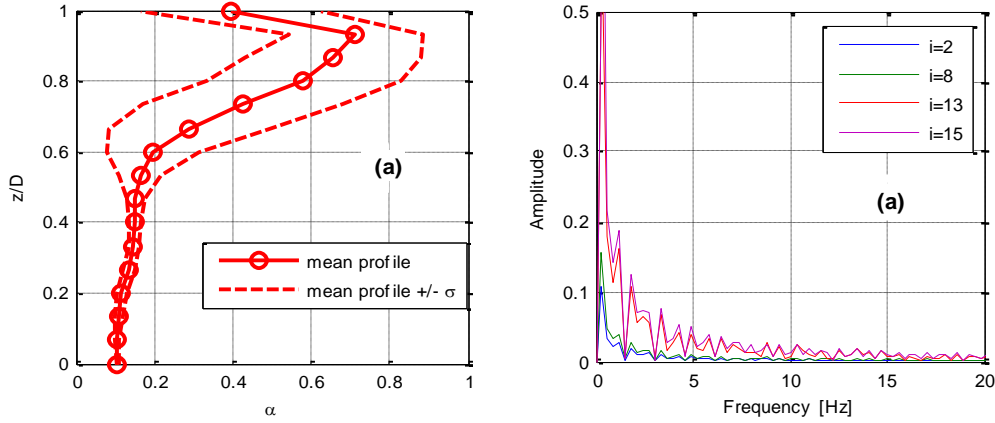 1
0.8
0.6
0.4
0.2
0
z/D
(a)
mean profile
mean profile +/- σ
0 0.2 0.4 0.6 0.8 1
α
0.5
0.4
0.3
0.2
0.1
0
Amplitude
i=2
i=8
i=13
i=15
(a)
0 5 10 15 20
Frequency [Hz]